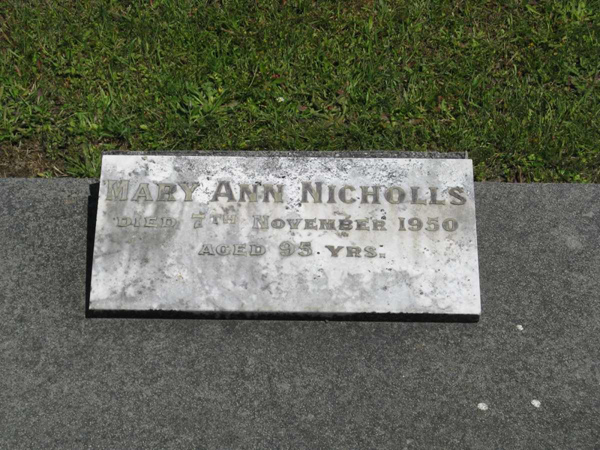 MARY ANN NICHOLLS
DIED 7TH NOVEMBER 1950
AGED 95 YRS.